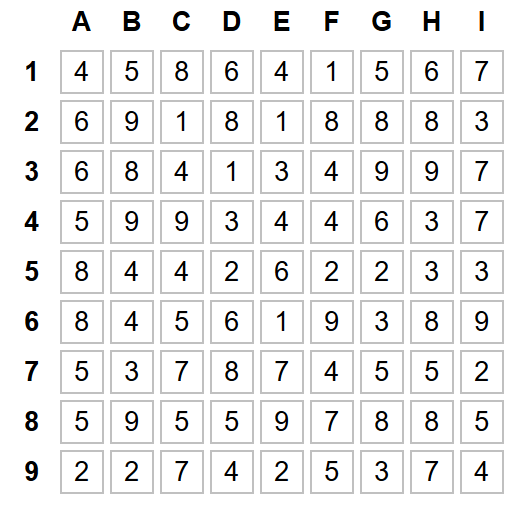 A B C D E F G H I
1 4 5 8 6 4 1 5 6 7
2 6 9 1 8 1 8 8 8 3
3 6 8 4 1 3 4 9 9 7
4 5 9 9 3 4 4 6 3 7
5 8 4 4 2 6 2 2 3 3
6 8 4 5 6 1 9 3 8 9
7 5 3 7 8 7 4 5 5 2
8 5 9 5 5 9 7 8 8 5
9 2 2 7 4 2 5 3 7 4